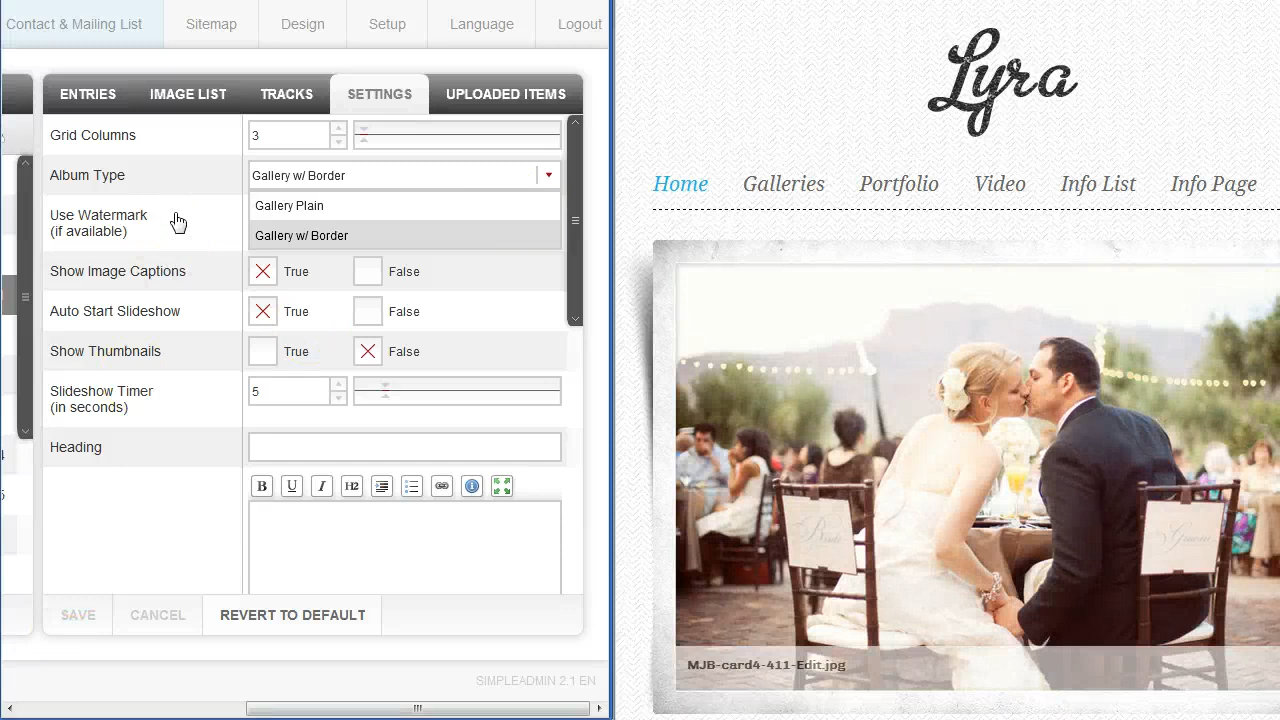 Contact & Mailing List
Sitemap
Design
Setup
Language
Logout
ENTRIES
IMAGE LIST
TRACKS
SETTINGS
UPLOADED ITEMS
Grid Columns
3
Album Type
Gallery w/ Border
Gallery Plain
Gallery w/ Border
Use Watermark
(if available)
Show Image Captions
True
False
Auto Start Slideshow
True
False
Show Thumbnails
True
False
Slideshow Timer
(in seconds)
5
Heading
B U I H2
SAVE
CANCEL
REVERT TO DEFAULT
SIMPLEADMIN 2.1 EN
Lyra
Home
Galleries
Portfolio
Video
Info List
Info Page
Bride
Groom
MJB-card4-411-Edit.jpg